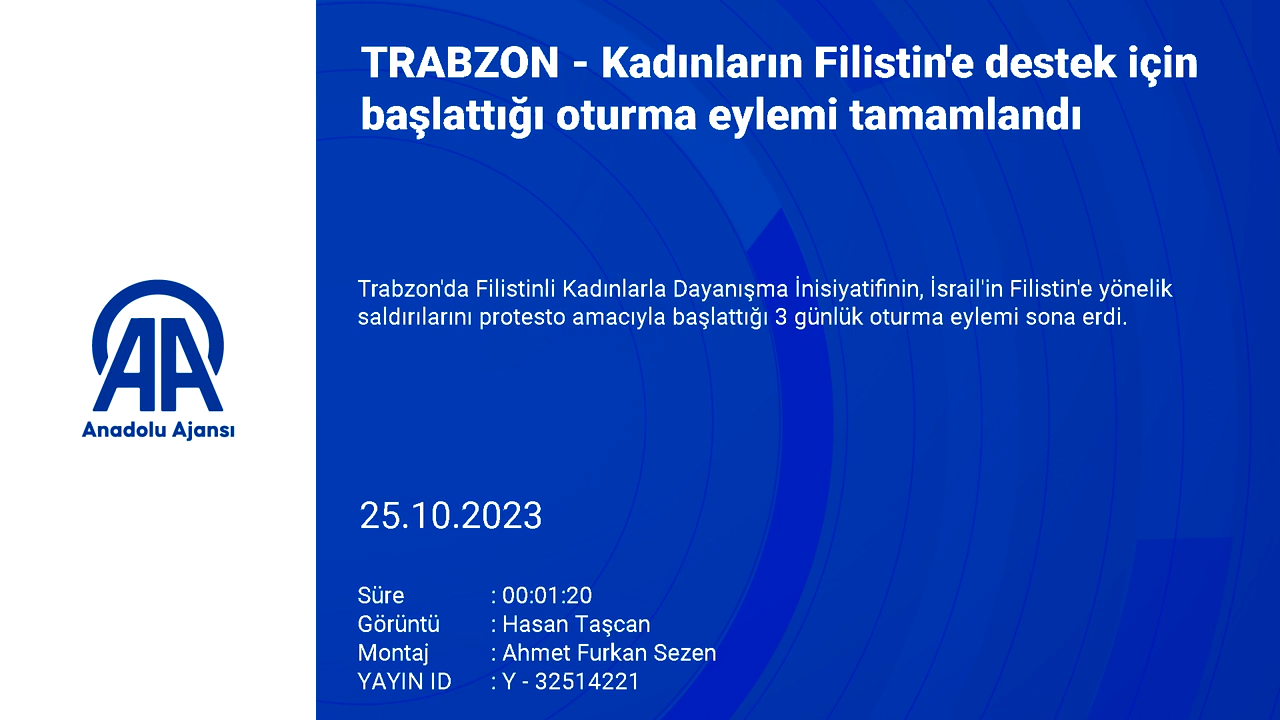 TRABZON - Kadınların Filistin'e destek için
başlattığı oturma eylemi tamamlandı
Trabzon'da Filistinli Kadınlarla Dayanışma İnisiyatifinin, İsrail'in Filistin'e yönelik
saldırılarını protesto amacıyla başlattığı 3 günlük oturma eylemi sona erdi.
AA
Anadolu Ajansı
25.10.2023
Süre : 00:01:20
Görüntü : Hasan Taşcan
Montaj : Ahmet Furkan Sezen
YAYIN ID : Y - 32514221